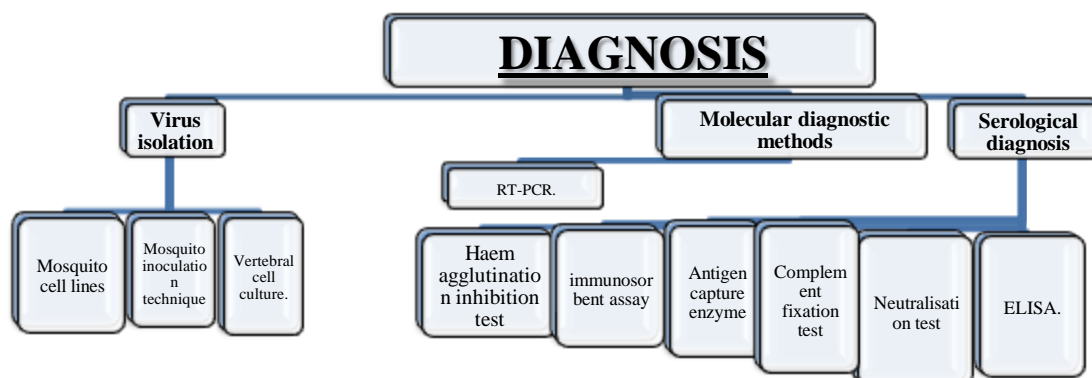 DIAGNOSIS
Virus
isolation
Molecular diagnostic
methods
Serological
diagnosis
RT-PCR.
Mosquito
cell lines
Mosquito
inoculatio
n
technique
Vertebral
cell
culture.
Haem
agglutinatio
n inhibition
test
immunosor
bent assay
Antigen
capture
enzyme
Complem
ent
fixation
test
Neutralisati
on test
ELISA.